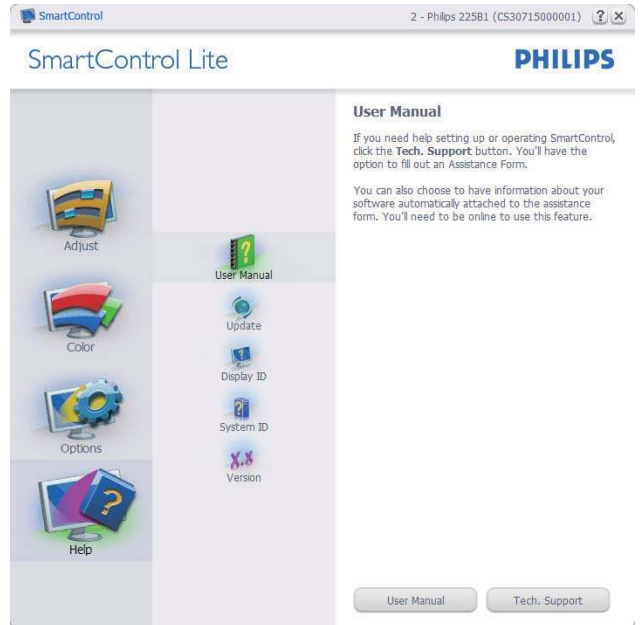 SmartControl
2 - Philips 225B1 (CS30715000001)
?
X
SmartControl Lite
PHILIPS
Adjust
Color
Options
Help
User Manual
Update
Display ID
System ID
X.X
Version
User Manual
If you need help setting up or operating SmartControl,
click the Tech. Support button. You'll have the
option to fill out an Assistance Form.
You can also choose to have information about your
software automatically attached to the assistance
form. You'll need to be online to use this feature.
User Manual
Tech. Support